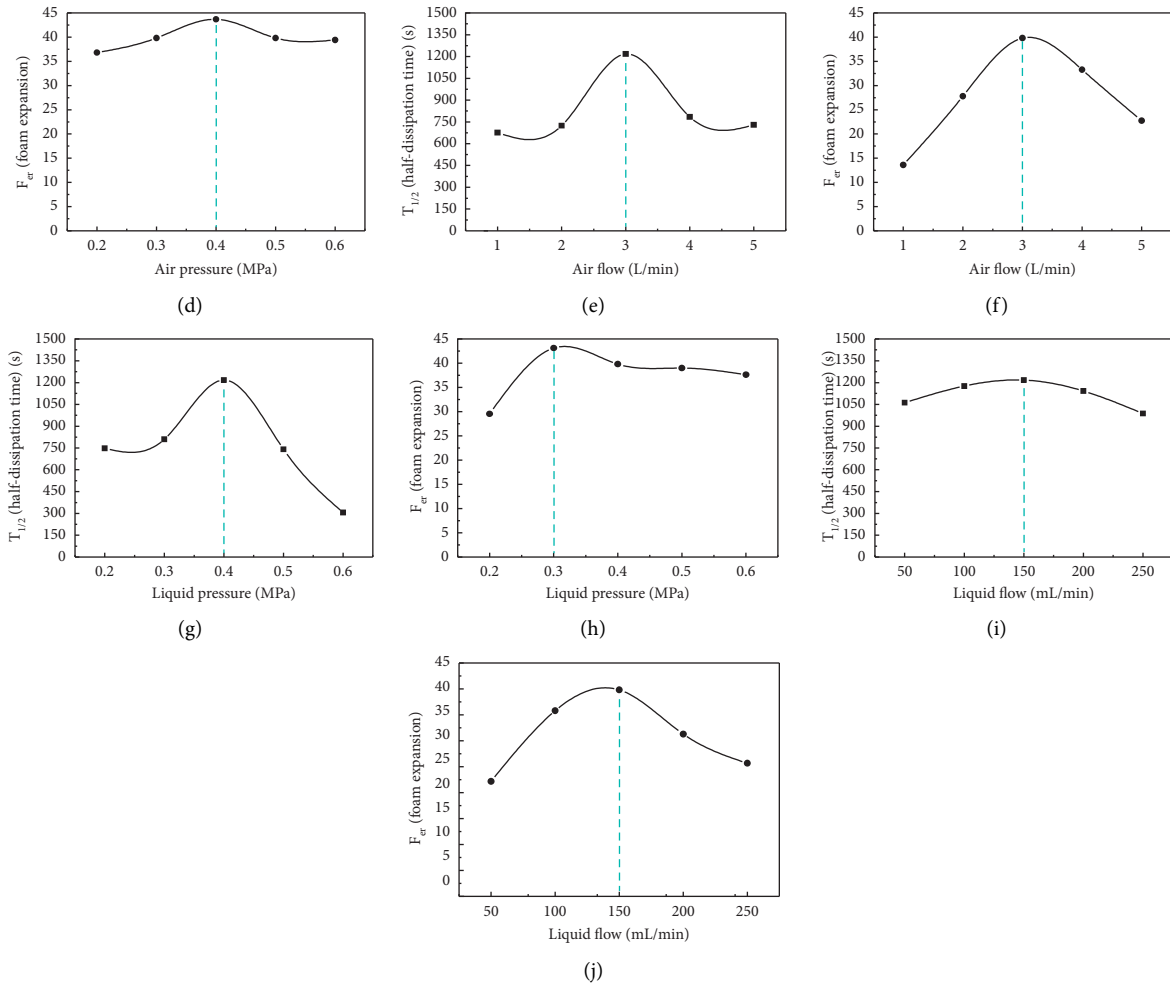 45
40
35
30
25
20
15
10
5
0
F_er (foam expansion)
0.2 0.3 0.4 0.5 0.6
Air pressure (MPa)
(d)
1500
1350
1200
1050
900
750
600
450
300
150
0
T_1/2 (half-dissipation time) (s)
1 2 3 4 5
Air flow (L/min)
(e)
45
40
35
30
25
20
15
10
5
0
F_er (foam expansion)
1 2 3 4 5
Air flow (L/min)
(f)
1500
1350
1200
1050
900
750
600
450
300
150
0
T_1/2 (half-dissipation time) (s)
0.2 0.3 0.4 0.5 0.6
Liquid pressure (MPa)
(g)
45
40
35
30
25
20
15
10
5
0
F_er (foam expansion)
0.2 0.3 0.4 0.5 0.6
Liquid pressure (MPa)
(h)
1500
1350
1200
1050
900
750
600
450
300
150
0
T_1/2 (half-dissipation time) (s)
50 100 150 200 250
Liquid flow (mL/min)
(i)
45
40
35
30
25
20
15
10
5
0
F_er (foam expansion)
50 100 150 200 250
Liquid flow (mL/min)
(j)